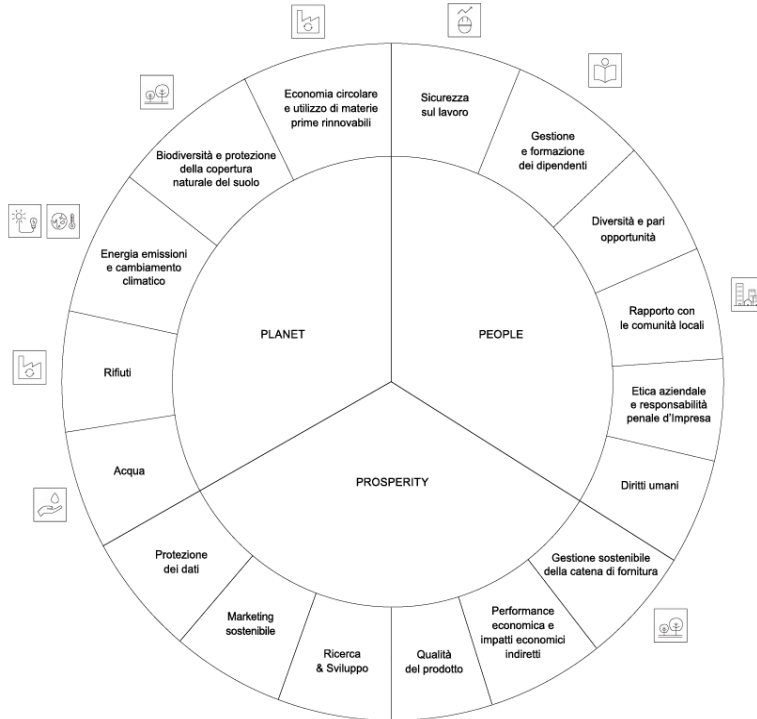 Economia circolare
e utilizzo di materie
prime rinnovabili
Sicurezza
sul lavoro
Gestione
e formazione
dei dipendenti
Biodiversità e protezione
della copertura
naturale del suolo
Diversità e pari
opportunità
Energia emissioni
e cambiamento
climatico
Rapporto con
le comunità locali
PLANET
PEOPLE
Rifiuti
Etica aziendale
e responsabilità
penale d’Impresa
Acqua
Diritti umani
PROSPERITY
Protezione
dei dati
Gestione sostenibile
della catena di fornitura
Marketing
sostenibile
Performance
economica e
impatti economici
indiretti
Ricerca
& Sviluppo
Qualità
del prodotto